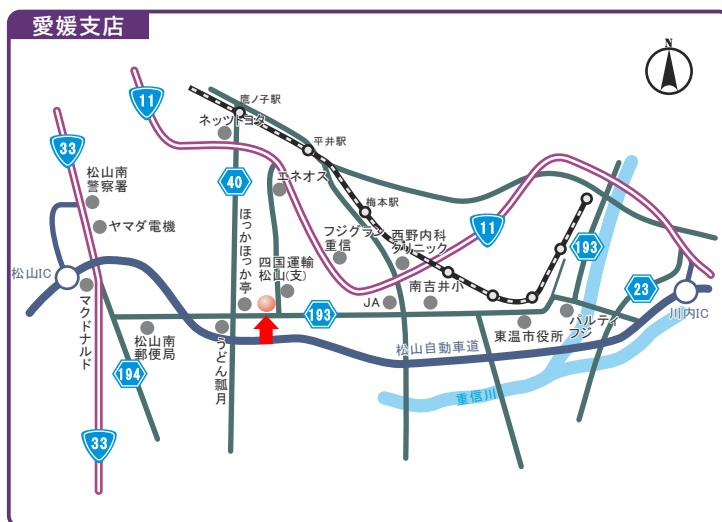 愛媛支店
N
11
鷹ノ子駅
ネッツトヨタ
平井駅
33
松山南
警察署
40
エネオス
梅本駅
ヤマダ電機
ほっかほっか亭
フジグラン
重信
西野内科
クリニック
11
193
四国運輸
松山(支)
松山IC
マクドナルド
JA
南吉井小
23
193
川内IC
松山南
郵便局
うどん瓢月
東温市役所
パルティ
フジ
松山自動車道
194
重信川
33